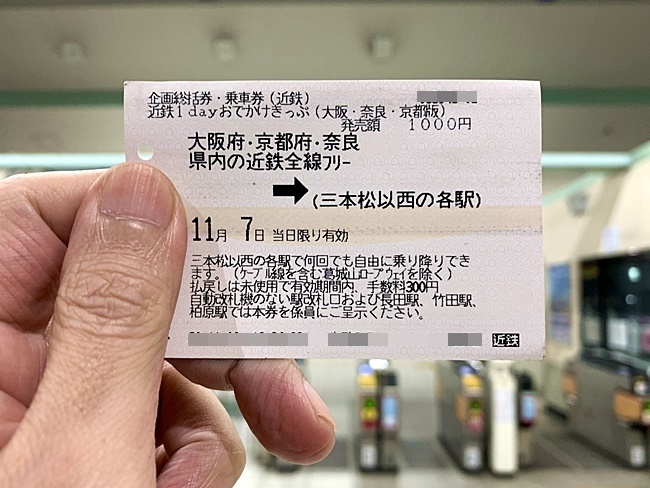 企画総括券・乗車券(近鉄)
近鉄1dayおでかけきっぷ(大阪・奈良・京都版)
発売額 1000円
大阪府・京都府・奈良
県内の近鉄全線フリー
➡(三本松以西の各駅)
11月 7日 当日限り有効
三本松以西の各駅で何回でも自由に乗り降りでき
ます。(ケーブル線を含む葛城山ロープウェイを除く)
払戻しは未使用で有効期間内、手数料300円
自動改札機のない駅改札口および長田駅、竹田駅、
柏原駅では本券を係員にご呈示ください。
近鉄